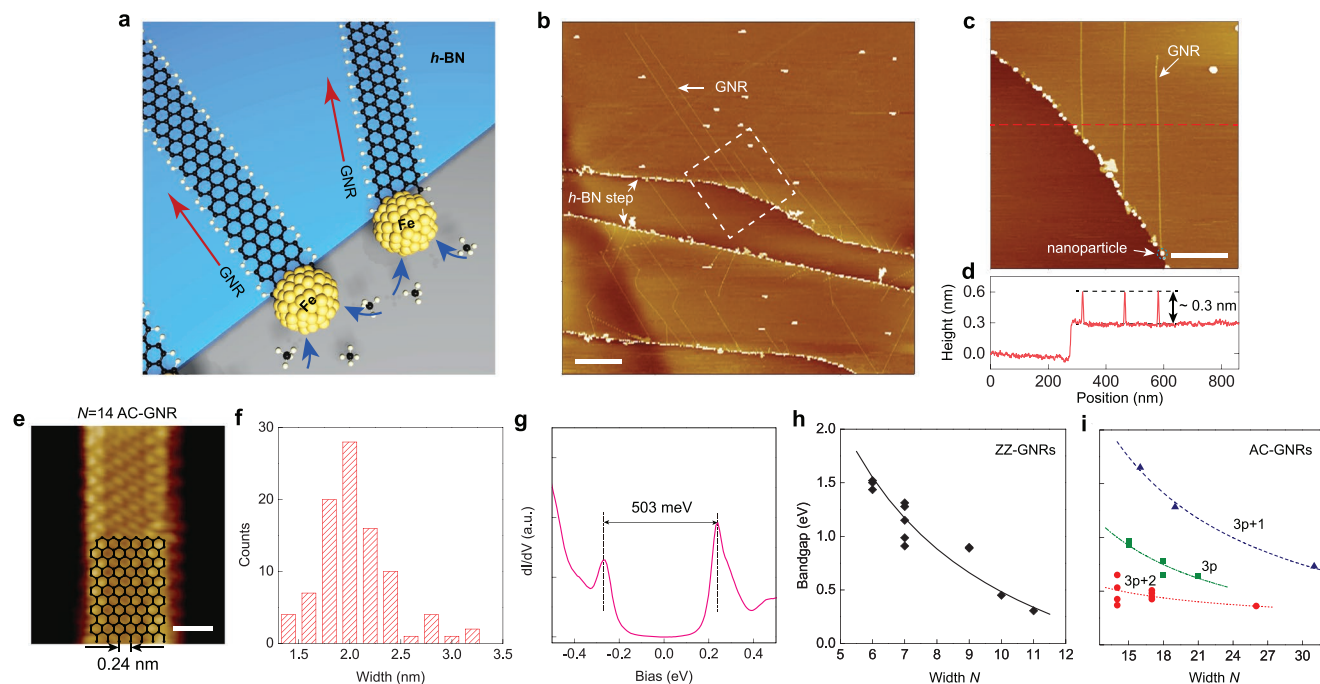 a
h-BN
GNR
GNR
Fe
Fe
b
GNR
h-BN step
c
GNR
nanoparticle
d
Height (nm)
0.6
0.3
0.0
~ 0.3 nm
0 200 400 600 800
Position (nm)
e
N=14 AC-GNR
0.24 nm
f
Counts
30
20
10
0
1.5 2.0 2.5 3.0 3.5
Width (nm)
g
dI/dV (a.u.)
503 meV
-0.4 -0.2 0.0 0.2 0.4
Bias (eV)
h
ZZ-GNRs
Bandgap (eV)
2.0
1.5
1.0
0.5
0.0
5 6 7 8 9 10 11 12
Width N
i
AC-GNRs
3p+1
3p
3p+2
15 18 21 24 27 30
Width N